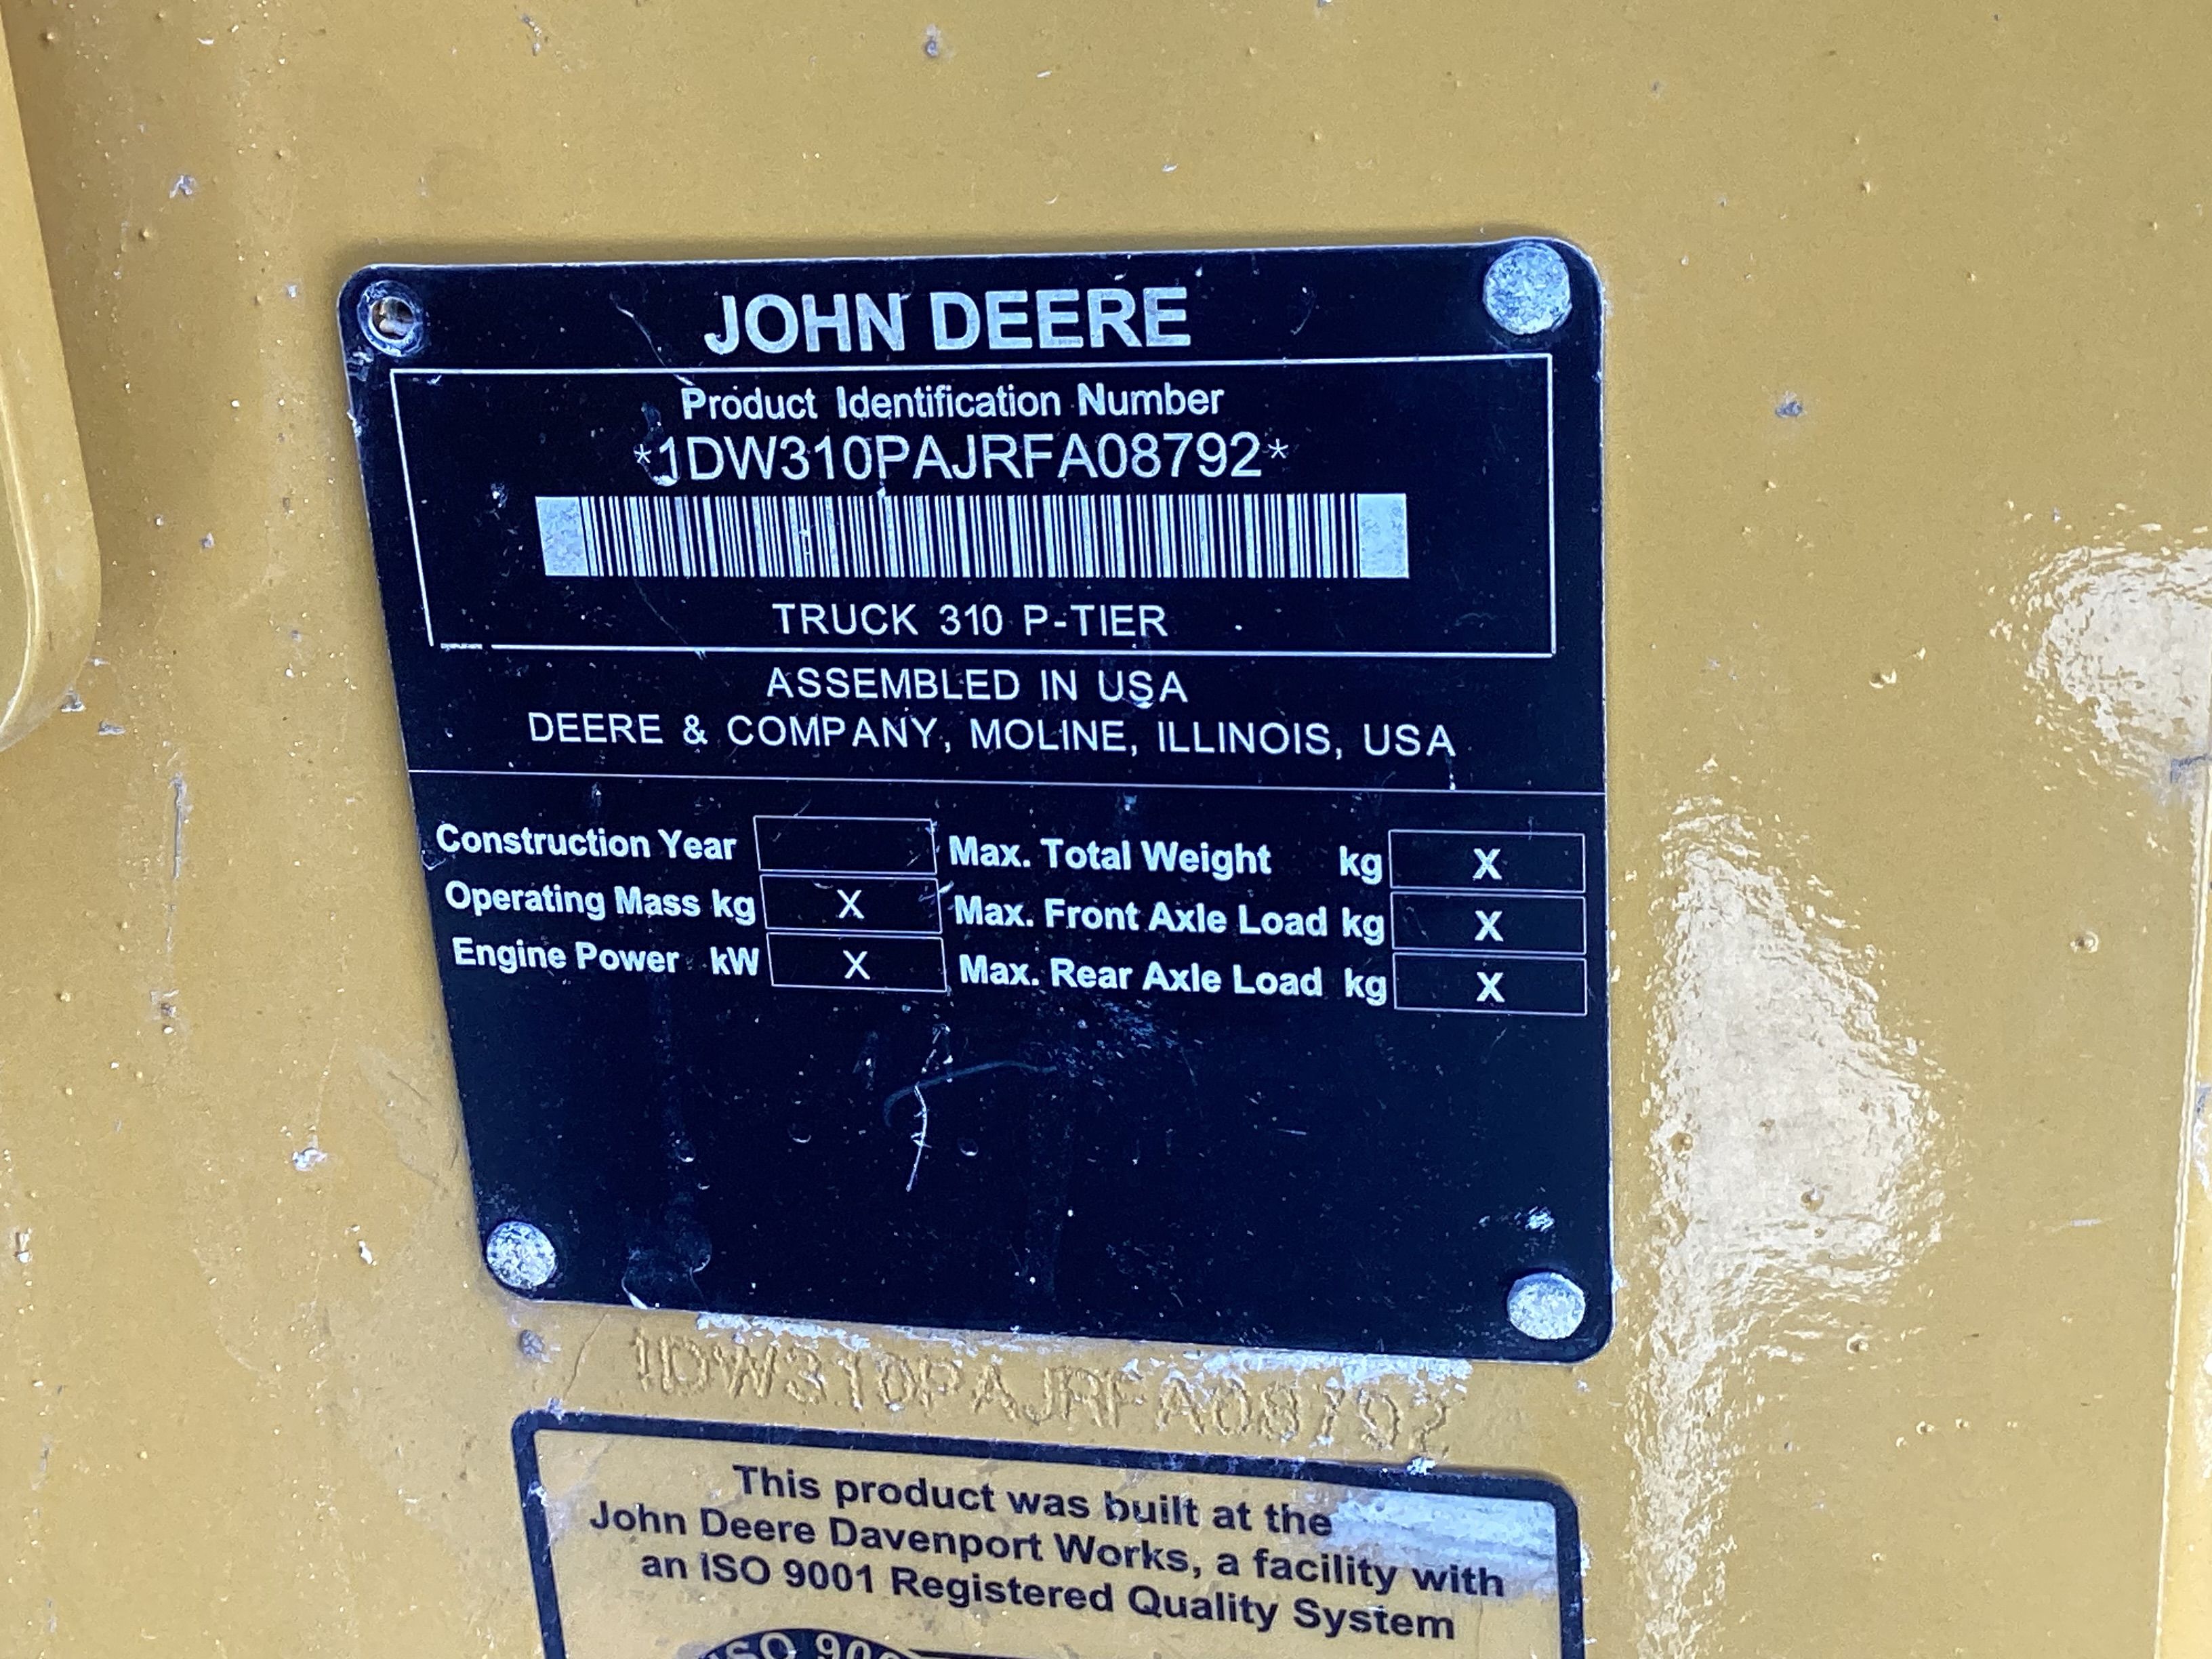 JOHN DEERE
Product Identification Number
*1DW310PAJRFA08792*
TRUCK 310 P-TIER
ASSEMBLED IN USA
DEERE & COMPANY, MOLINE, ILLINOIS, USA
Construction Year Max. Total Weight kg X
Operating Mass kg X Max. Front Axle Load kg X
Engine Power kW X Max. Rear Axle Load kg X
1DW310PAJRFA08792
This product was built at the
John Deere Davenport Works, a facility with
an ISO 9001 Registered Quality System